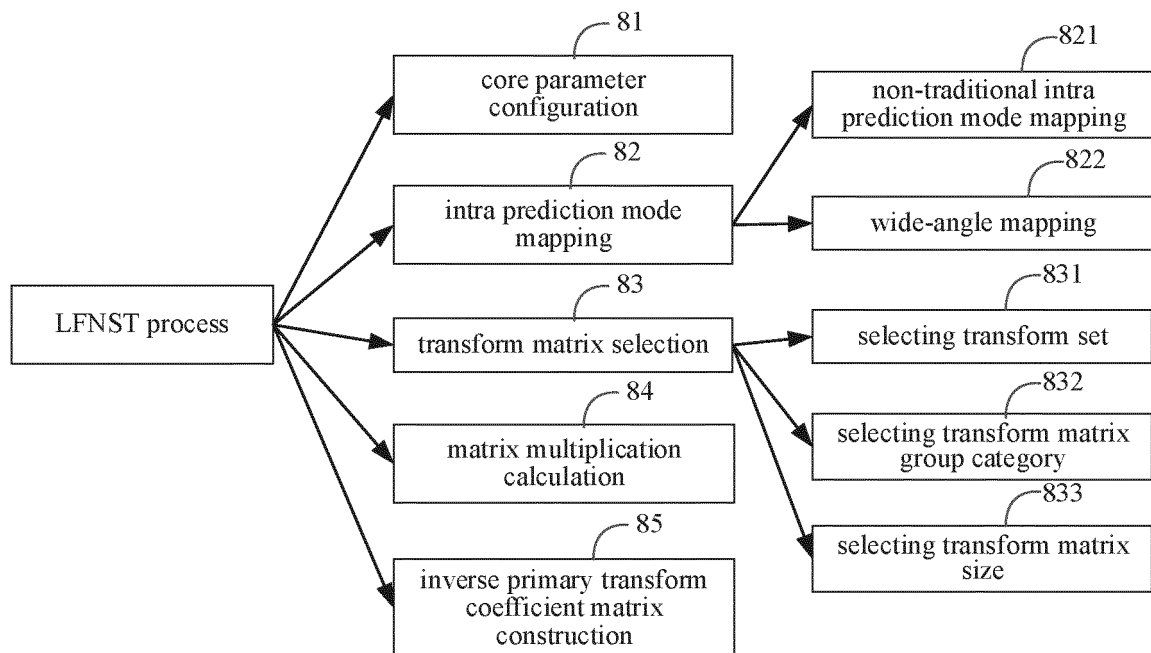 81
core parameter
configuration
821
non-traditional intra
prediction mode mapping
82
intra prediction mode
mapping
822
wide-angle mapping
LFNST process
83
transform matrix selection
831
selecting transform set
84
matrix multiplication
calculation
832
selecting transform matrix
group category
85
inverse primary transform
coefficient matrix
construction
833
selecting transform matrix
size